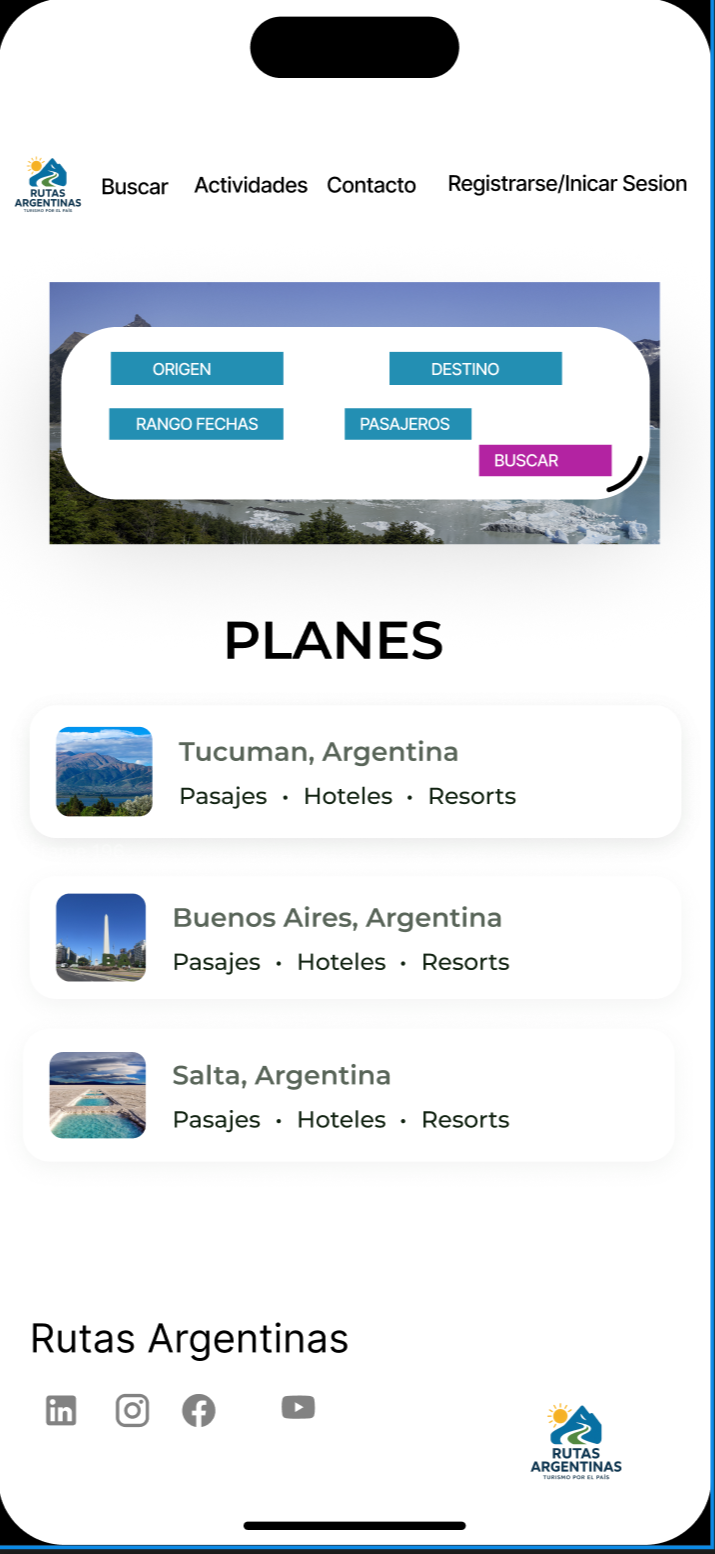 RUTAS
ARGENTINAS
TURISMO POR EL PAÍS
Buscar Actividades Contacto Registrarse/Inicar Sesion
ORIGEN DESTINO
RANGO FECHAS PASAJEROS
BUSCAR
PLANES
Tucuman, Argentina
Pasajes • Hoteles • Resorts
Buenos Aires, Argentina
Pasajes • Hoteles • Resorts
Salta, Argentina
Pasajes • Hoteles • Resorts
Rutas Argentinas
in
RUTAS
ARGENTINAS
TURISMO POR EL PAÍS